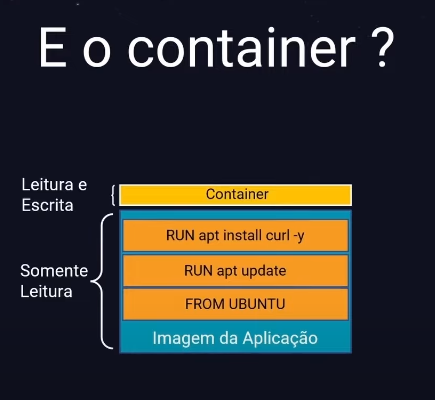 E o container ?
Leitura e
Escrita
Container
Somente
Leitura
RUN apt install curl -y
RUN apt update
FROM UBUNTU
Imagem da Aplicação